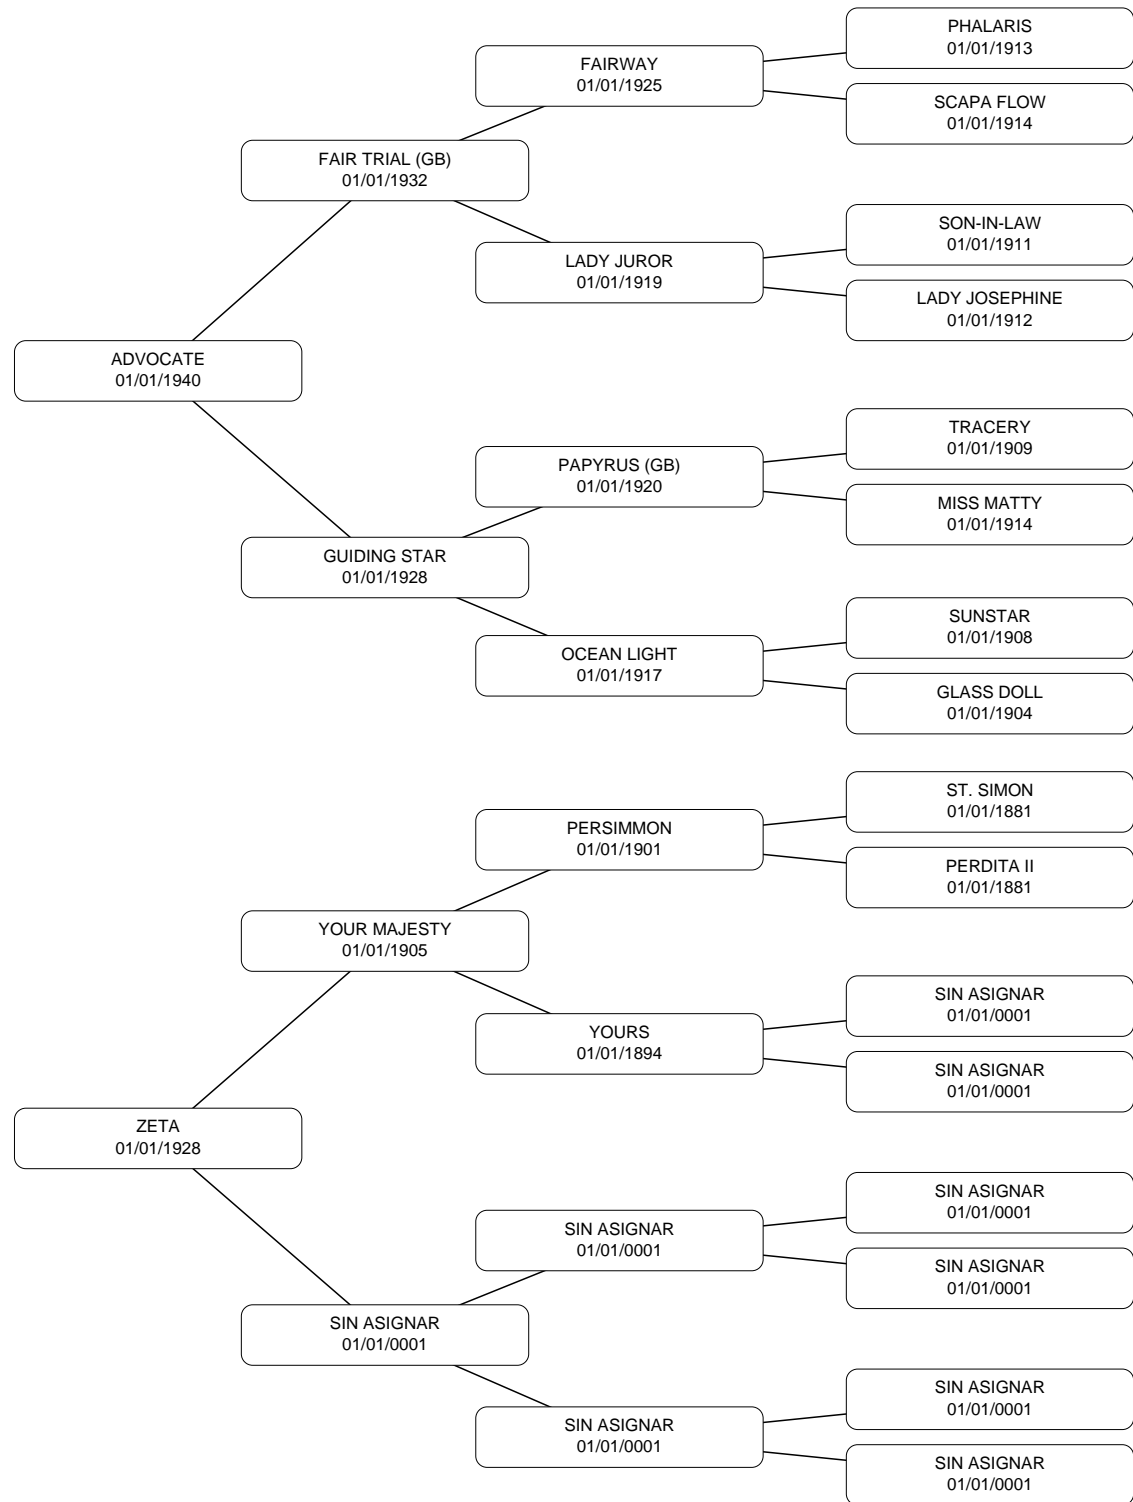 PHALARIS
01/01/1913
FAIRWAY
01/01/1925
SCAPA FLOW
01/01/1914
FAIR TRIAL (GB)
01/01/1932
SON-IN-LAW
01/01/1911
LADY JUROR
01/01/1919
LADY JOSEPHINE
01/01/1912
ADVOCATE
01/01/1940
TRACERY
01/01/1909
PAPYRUS (GB)
01/01/1920
MISS MATTY
01/01/1914
GUIDING STAR
01/01/1928
SUNSTAR
01/01/1908
OCEAN LIGHT
01/01/1917
GLASS DOLL
01/01/1904
ST. SIMON
01/01/1881
PERSIMMON
01/01/1901
PERDITA II
01/01/1881
YOUR MAJESTY
01/01/1905
SIN ASIGNAR
01/01/0001
YOURS
01/01/1894
SIN ASIGNAR
01/01/0001
ZETA
01/01/1928
SIN ASIGNAR
01/01/0001
SIN ASIGNAR
01/01/0001
SIN ASIGNAR
01/01/0001
SIN ASIGNAR
01/01/0001
SIN ASIGNAR
01/01/0001
SIN ASIGNAR
01/01/0001
SIN ASIGNAR
01/01/0001